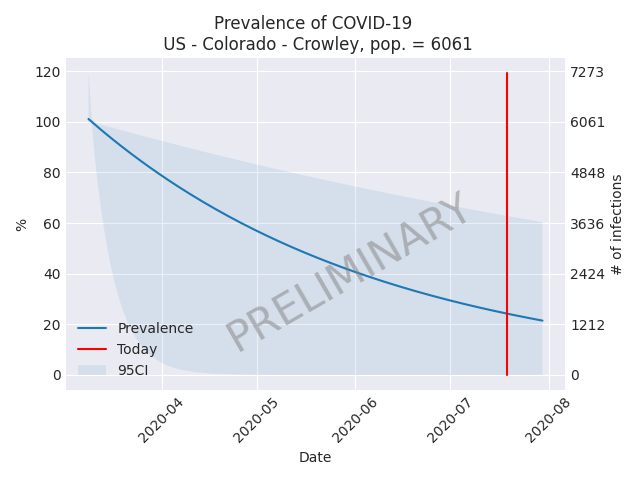 Prevalence of COVID-19
US - Colorado - Crowley, pop. = 6061
120
100
80
60
40
20
0
%
7273
6061
4848
3636
2424
1212
0
# of infections
PRELIMINARY
Prevalence
Today
95CI
2020-04
2020-05
2020-06
2020-07
2020-08
Date